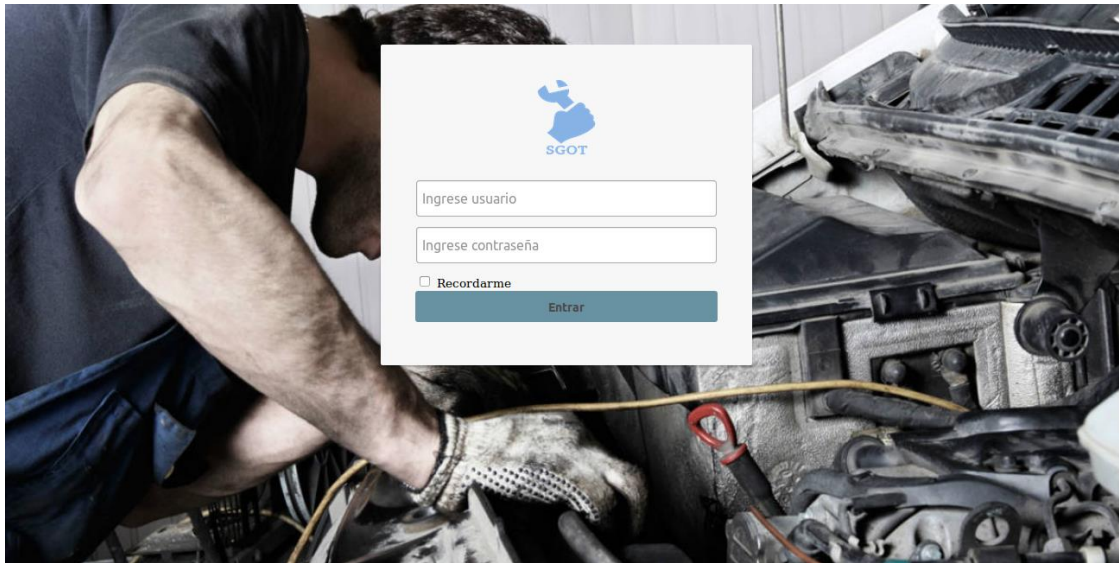 SGOT
Ingrese usuario
Ingrese contraseña
Recordarme
Entrar